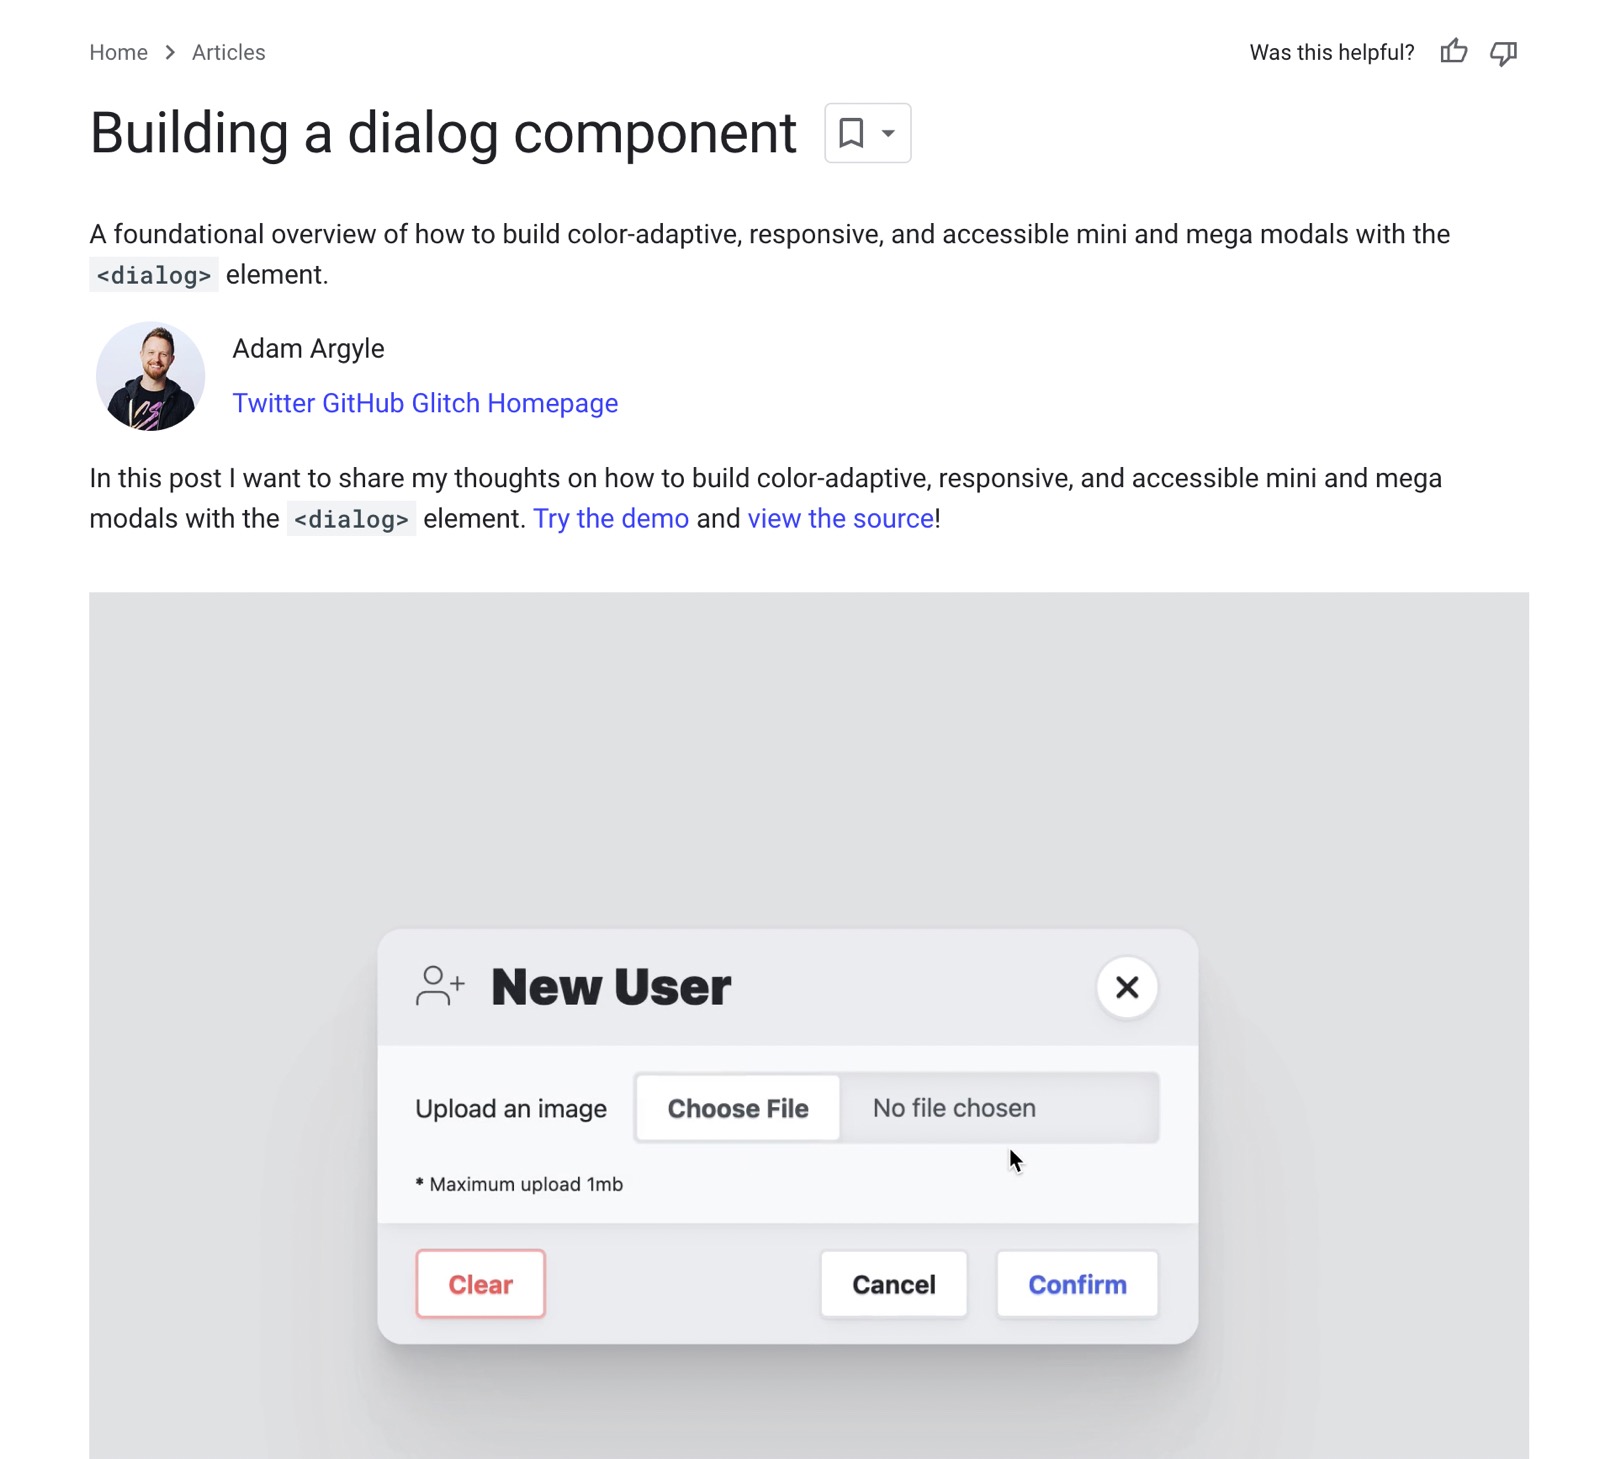 Home > Articles
Was this helpful?
Building a dialog component
A foundational overview of how to build color-adaptive, responsive, and accessible mini and mega modals with the
<dialog> element.
Adam Argyle
Twitter GitHub Glitch Homepage
In this post I want to share my thoughts on how to build color-adaptive, responsive, and accessible mini and mega
modals with the <dialog> element. Try the demo and view the source!
New User
Upload an image Choose File No file chosen
* Maximum upload 1mb
Clear Cancel Confirm